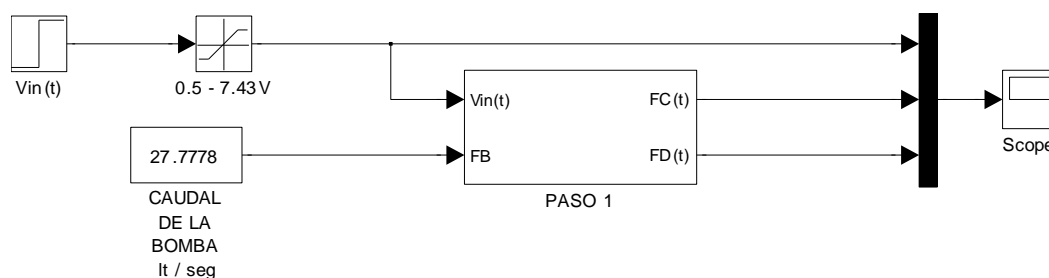 Vin(t)
0.5 - 7.43 V
Vin(t)
FC(t)
FB
FD(t)
PASO 1
27.7778
CAUDAL
DE LA
BOMBA
lt / seg
Scope